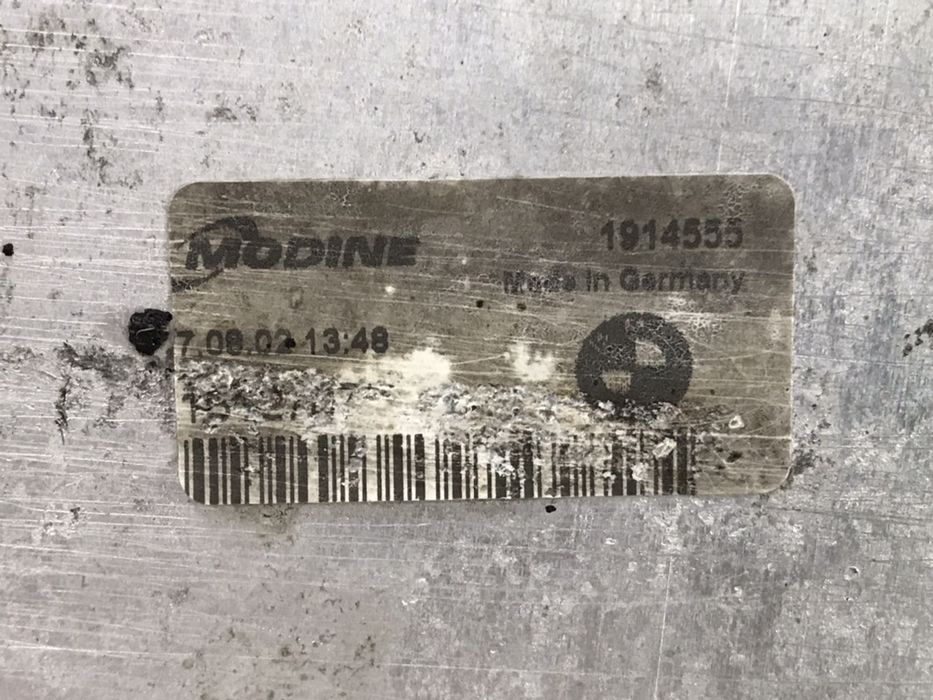 MODINE
1914555
Made in Germany
7.08.02 13:48